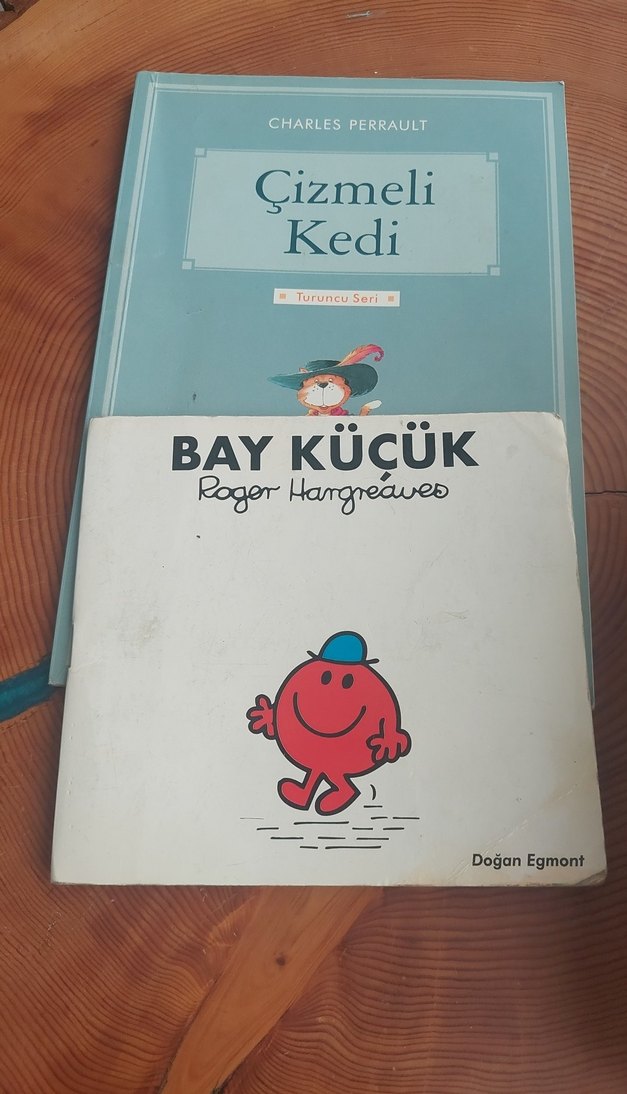 CHARLES PERRAULT
Çizmeli
Kedi
Turuncu Seri
BAY KÜÇÜK
Roger Hargreaves
Doğan Egmont